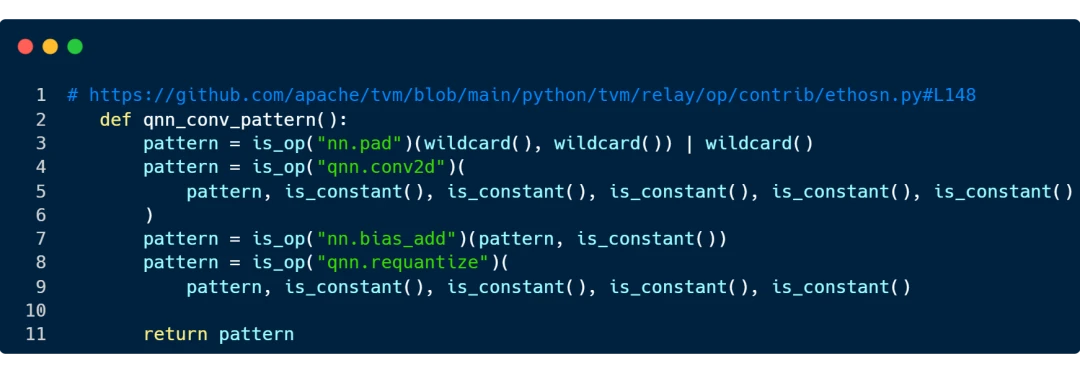 1 # https://github.com/apache/tvm/blob/main/python/tvm/relay/op/contrib/ethosn.py#L148
2 def qnn_conv_pattern():
3 pattern = is_op("nn.pad")(wildcard(), wildcard()) | wildcard()
4 pattern = is_op("qnn.conv2d")(
5 pattern, is_constant(), is_constant(), is_constant(), is_constant(), is_constant()
6 )
7 pattern = is_op("nn.bias_add")(pattern, is_constant())
8 pattern = is_op("qnn.requantize")(
9 pattern, is_constant(), is_constant(), is_constant(), is_constant()
10
11 return pattern